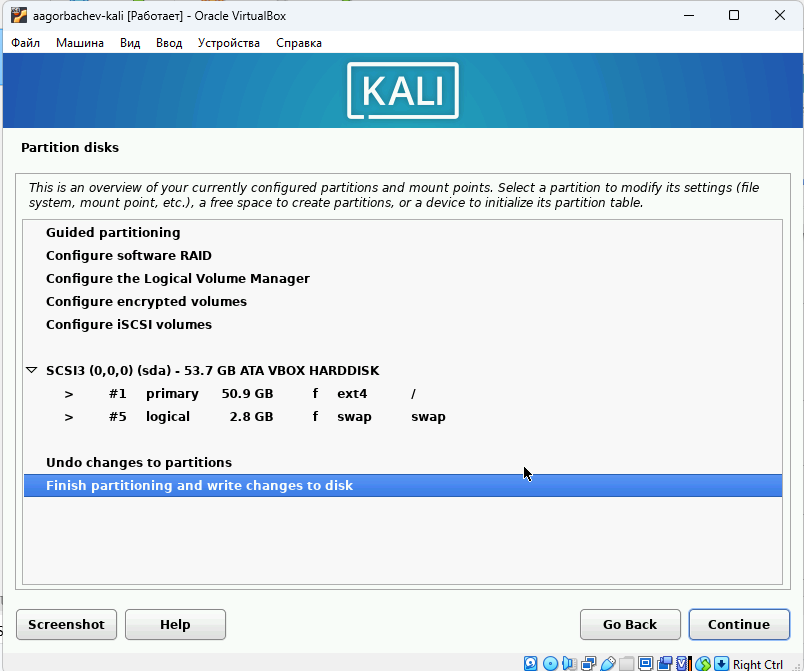 aagorbachev-kali [Работает] - Oracle VirtualBox
Файл Машина Вид Ввод Устройства Справка
KALI
Partition disks
This is an overview of your currently configured partitions and mount points. Select a partition to modify its settings (file
system, mount point, etc.), a free space to create partitions, or a device to initialize its partition table.
Guided partitioning
Configure software RAID
Configure the Logical Volume Manager
Configure encrypted volumes
Configure iSCSI volumes
SCSI3 (0,0,0) (sda) - 53.7 GB ATA VBOX HARDDISK
> #1 primary 50.9 GB f ext4 /
> #5 logical 2.8 GB f swap swap
Undo changes to partitions
Finish partitioning and write changes to disk
Screenshot Help Go Back Continue
Right Ctrl